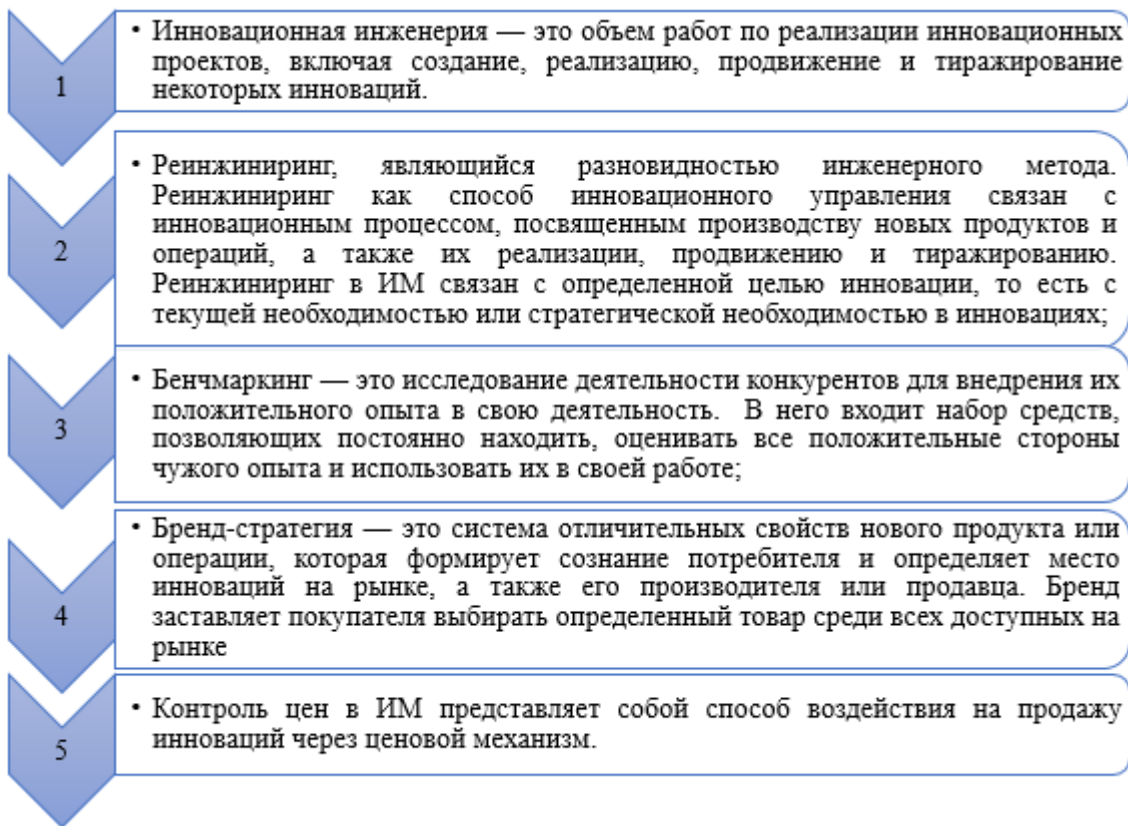 1
• Инновационная инженерия — это объем работ по реализации инновационных
проектов, включая создание, реализацию, продвижение и тиражирование
некоторых инноваций.
2
• Реинжиниринг, являющийся разновидностью инженерного метода.
Реинжиниринг как способ инновационного управления связан с
инновационным процессом, посвященным производству новых продуктов и
операций, а также их реализации, продвижению и тиражированию.
Реинжиниринг в ИМ связан с определенной целью инновации, то есть с
текущей необходимостью или стратегической необходимостью в инновациях;
3
• Бенчмаркинг — это исследование деятельности конкурентов для внедрения их
положительного опыта в свою деятельность. В него входит набор средств,
позволяющих постоянно находить, оценивать все положительные стороны
чужого опыта и использовать их в своей работе;
4
• Бренд-стратегия — это система отличительных свойств нового продукта или
операции, которая формирует сознание потребителя и определяет место
инноваций на рынке, а также его производителя или продавца. Бренд
заставляет покупателя выбирать определенный товар среди всех доступных на
рынке
5
• Контроль цен в ИМ представляет собой способ воздействия на продажу
инноваций через ценовой механизм.